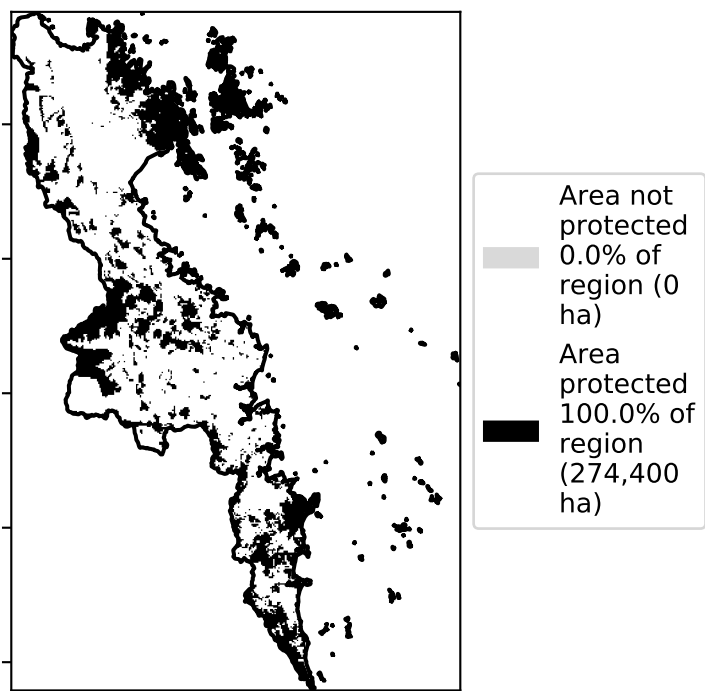 Area not
protected
0.0% of
region (0
ha)
Area
protected
100.0% of
region
(274,400
ha)